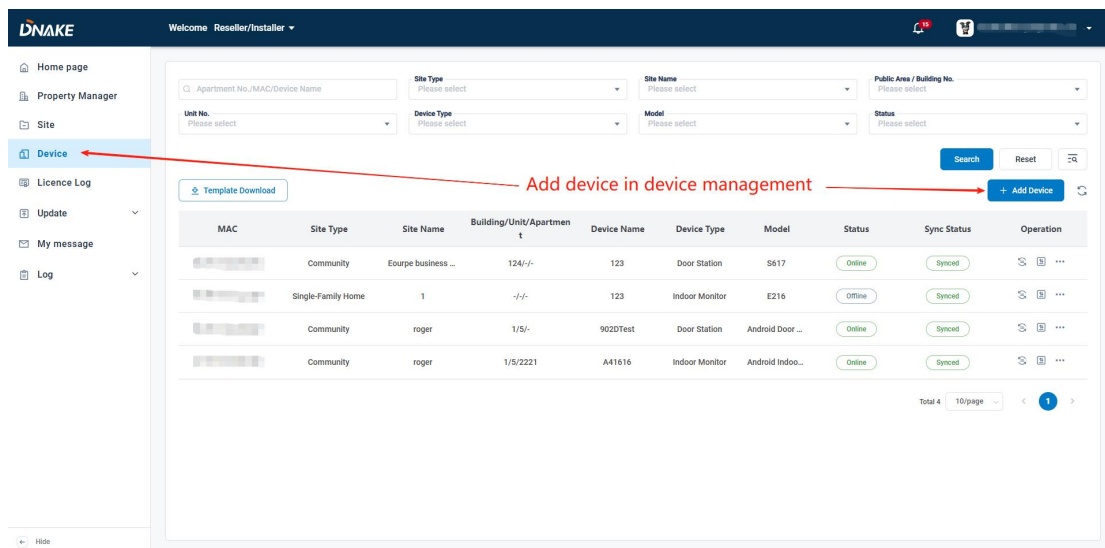 DNAKE
Welcome Reseller/Installer
15
Home page
Property Manager
Site
Device
Licence Log
Update
My message
Log
Hide
Apartment No./MAC/Device Name
Site Type
Please select
Site Name
Please select
Public Area / Building No.
Please select
Unit No.
Please select
Device Type
Please select
Model
Please select
Status
Please select
Search
Reset
Template Download
Add device in device management
+ Add Device
MAC Site Type Site Name Building/Unit/Apartmen Device Name Device Type Model Status Sync Status Operation
t
Community Eourpe business ... 124/-/- 123 Door Station S617 Online Synced
Single-Family Home 1 -/-/- 123 Indoor Monitor E216 Offline Synced
Community roger 1/5/- 902DTest Door Station Android Door ... Online Synced
Community roger 1/5/2221 A41616 Indoor Monitor Android Indoo... Online Synced
Total 4 10/page 1